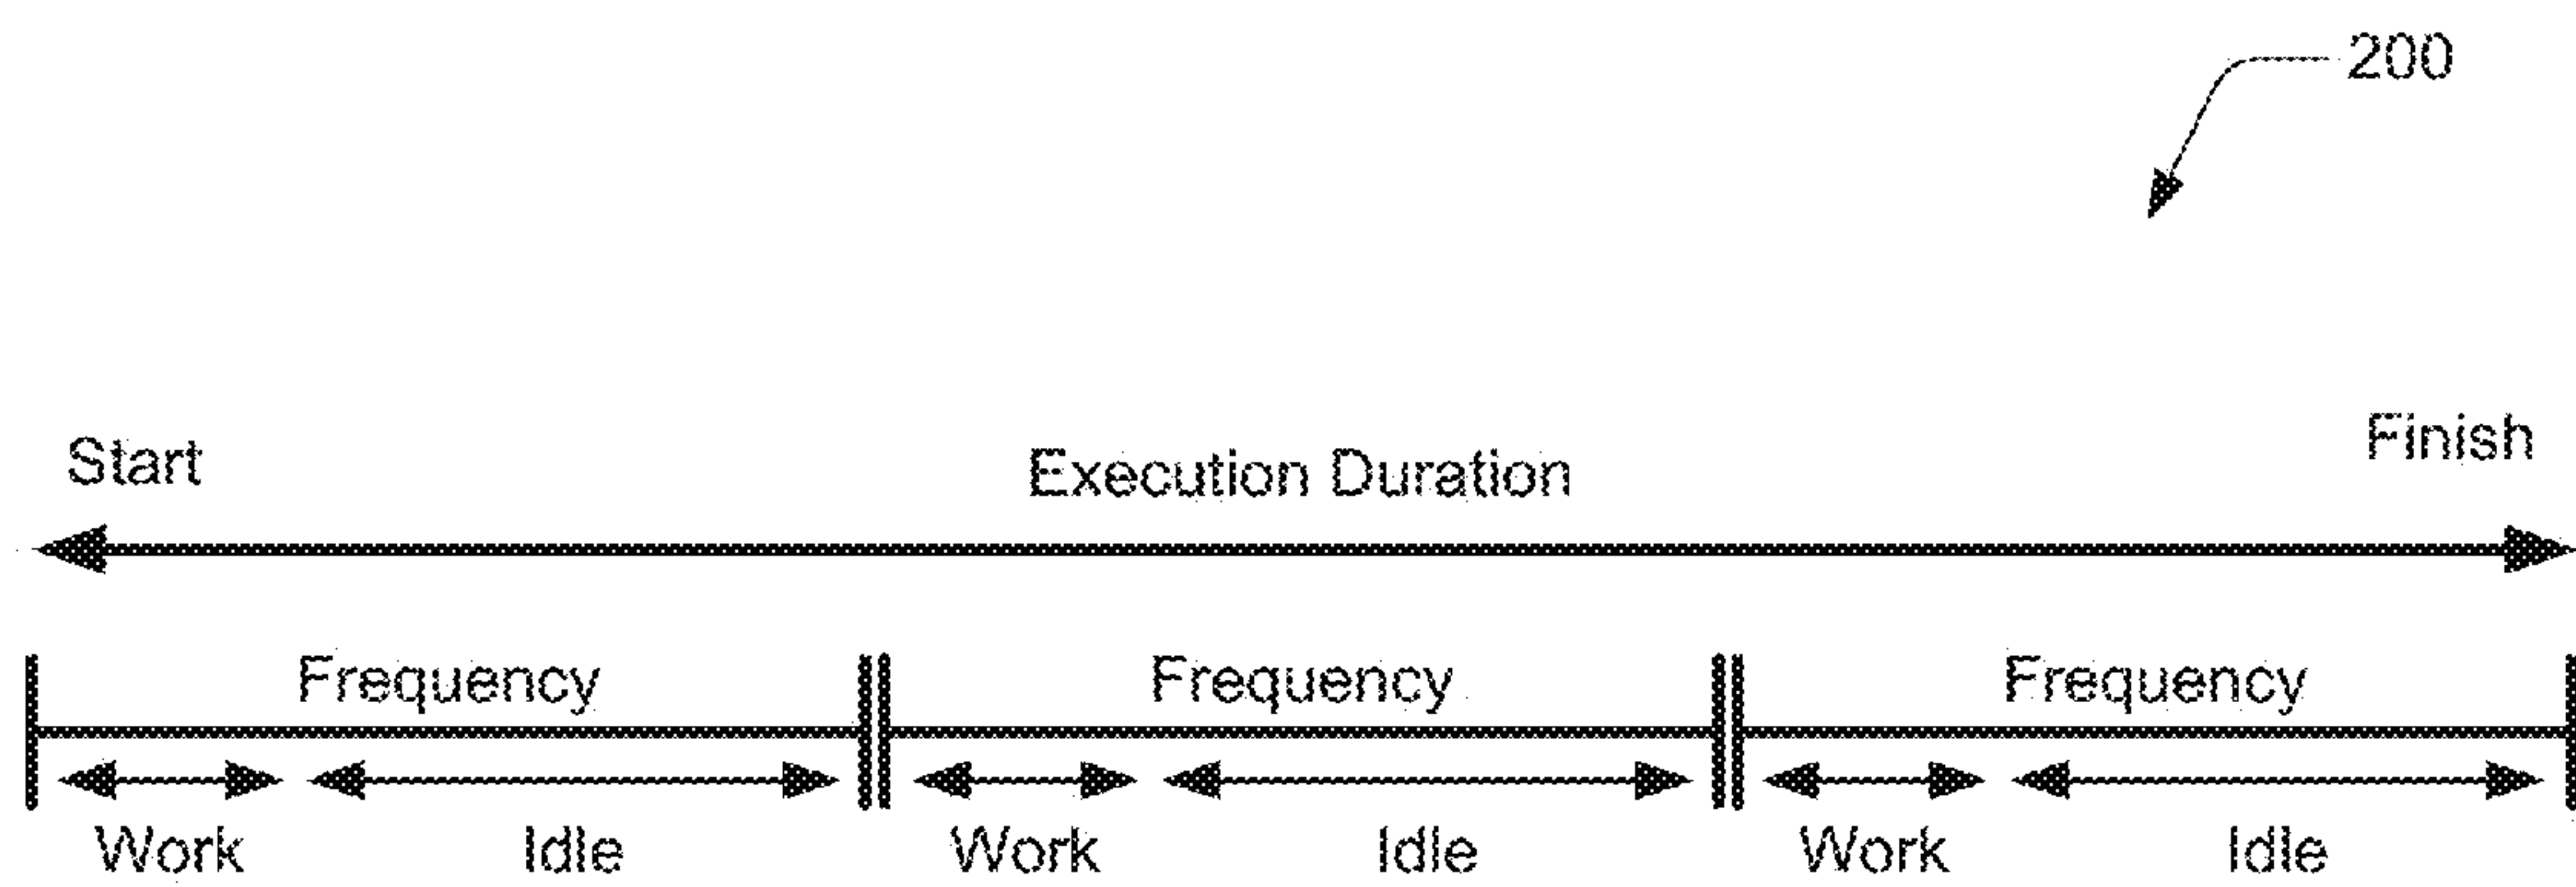 200
Start Execution Duration Finish
Frequency Frequency Frequency
Work Idle Work Idle Work Idle